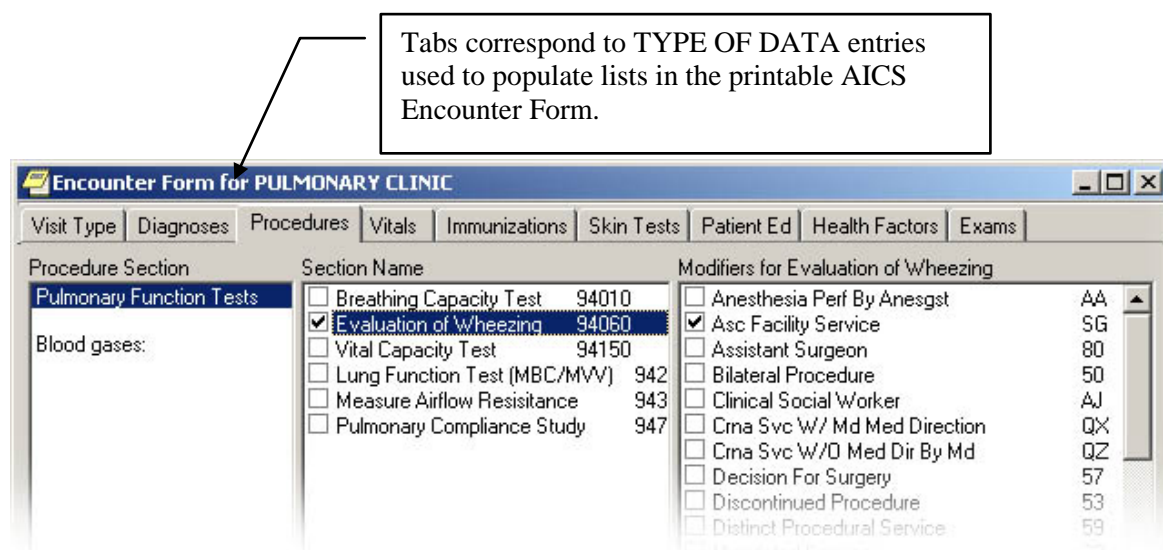 Tabs correspond to TYPE OF DATA entries
used to populate lists in the printable AICS
Encounter Form.
Encounter Form for PULMONARY CLINIC
Visit Type Diagnoses Procedures Vitals Immunizations Skin Tests Patient Ed Health Factors Exams
Procedure Section
Pulmonary Function Tests
Blood gases:
Section Name
Breathing Capacity Test 94010
Evaluation of Wheezing 94060
Vital Capacity Test 94150
Lung Function Test (MBC/MVV) 942
Measure Airflow Resisitance 943
Pulmonary Compliance Study 947
Modifiers for Evaluation of Wheezing
Anesthesia Perf By Anesgst AA
Asc Facility Service SG
Assistant Surgeon 80
Bilateral Procedure 50
Clinical Social Worker AJ
Crna Svc W/ Md Med Direction QX
Crna Svc W/O Med Dir By Md QZ
Decision For Surgery 57
Discontinued Procedure 53
Distinct Procedural Service 59